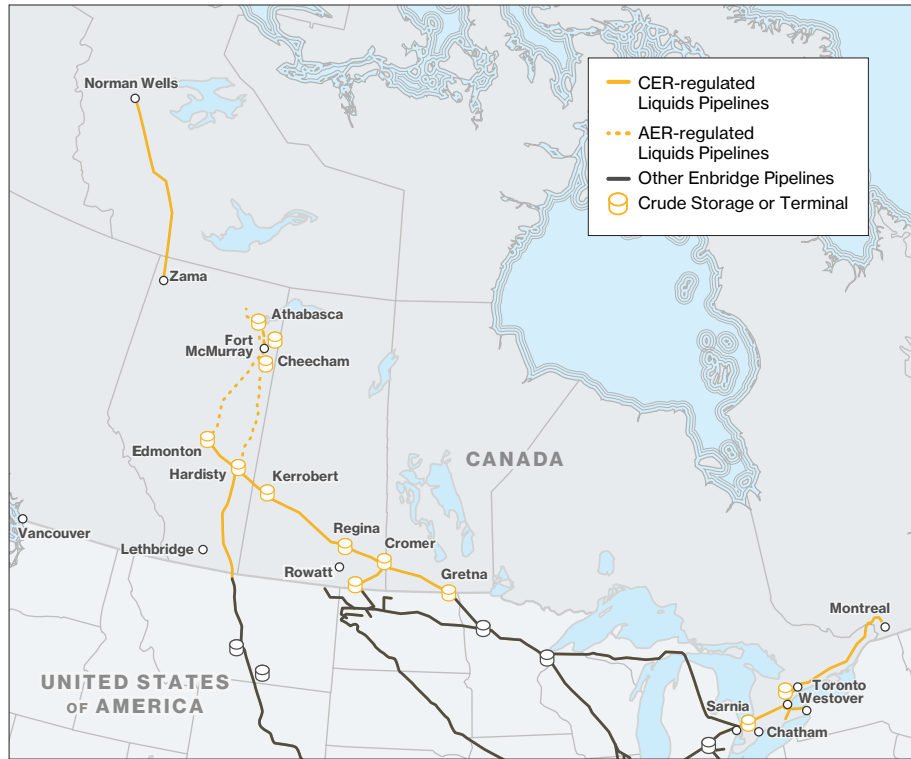 Norman Wells
CER-regulated
Liquids Pipelines
AER-regulated
Liquids Pipelines
Other Enbridge Pipelines
Crude Storage or Terminal
Zama
Athabasca
Fort
McMurray
Cheecham
Edmonton
Hardisty
CANADA
Kerrobert
Vancouver
Regina
Cromer
Lethbridge
Rowatt
Gretna
Montreal
UNITED STATES
OF AMERICA
Toronto
Westover
Sarnia
Chatham